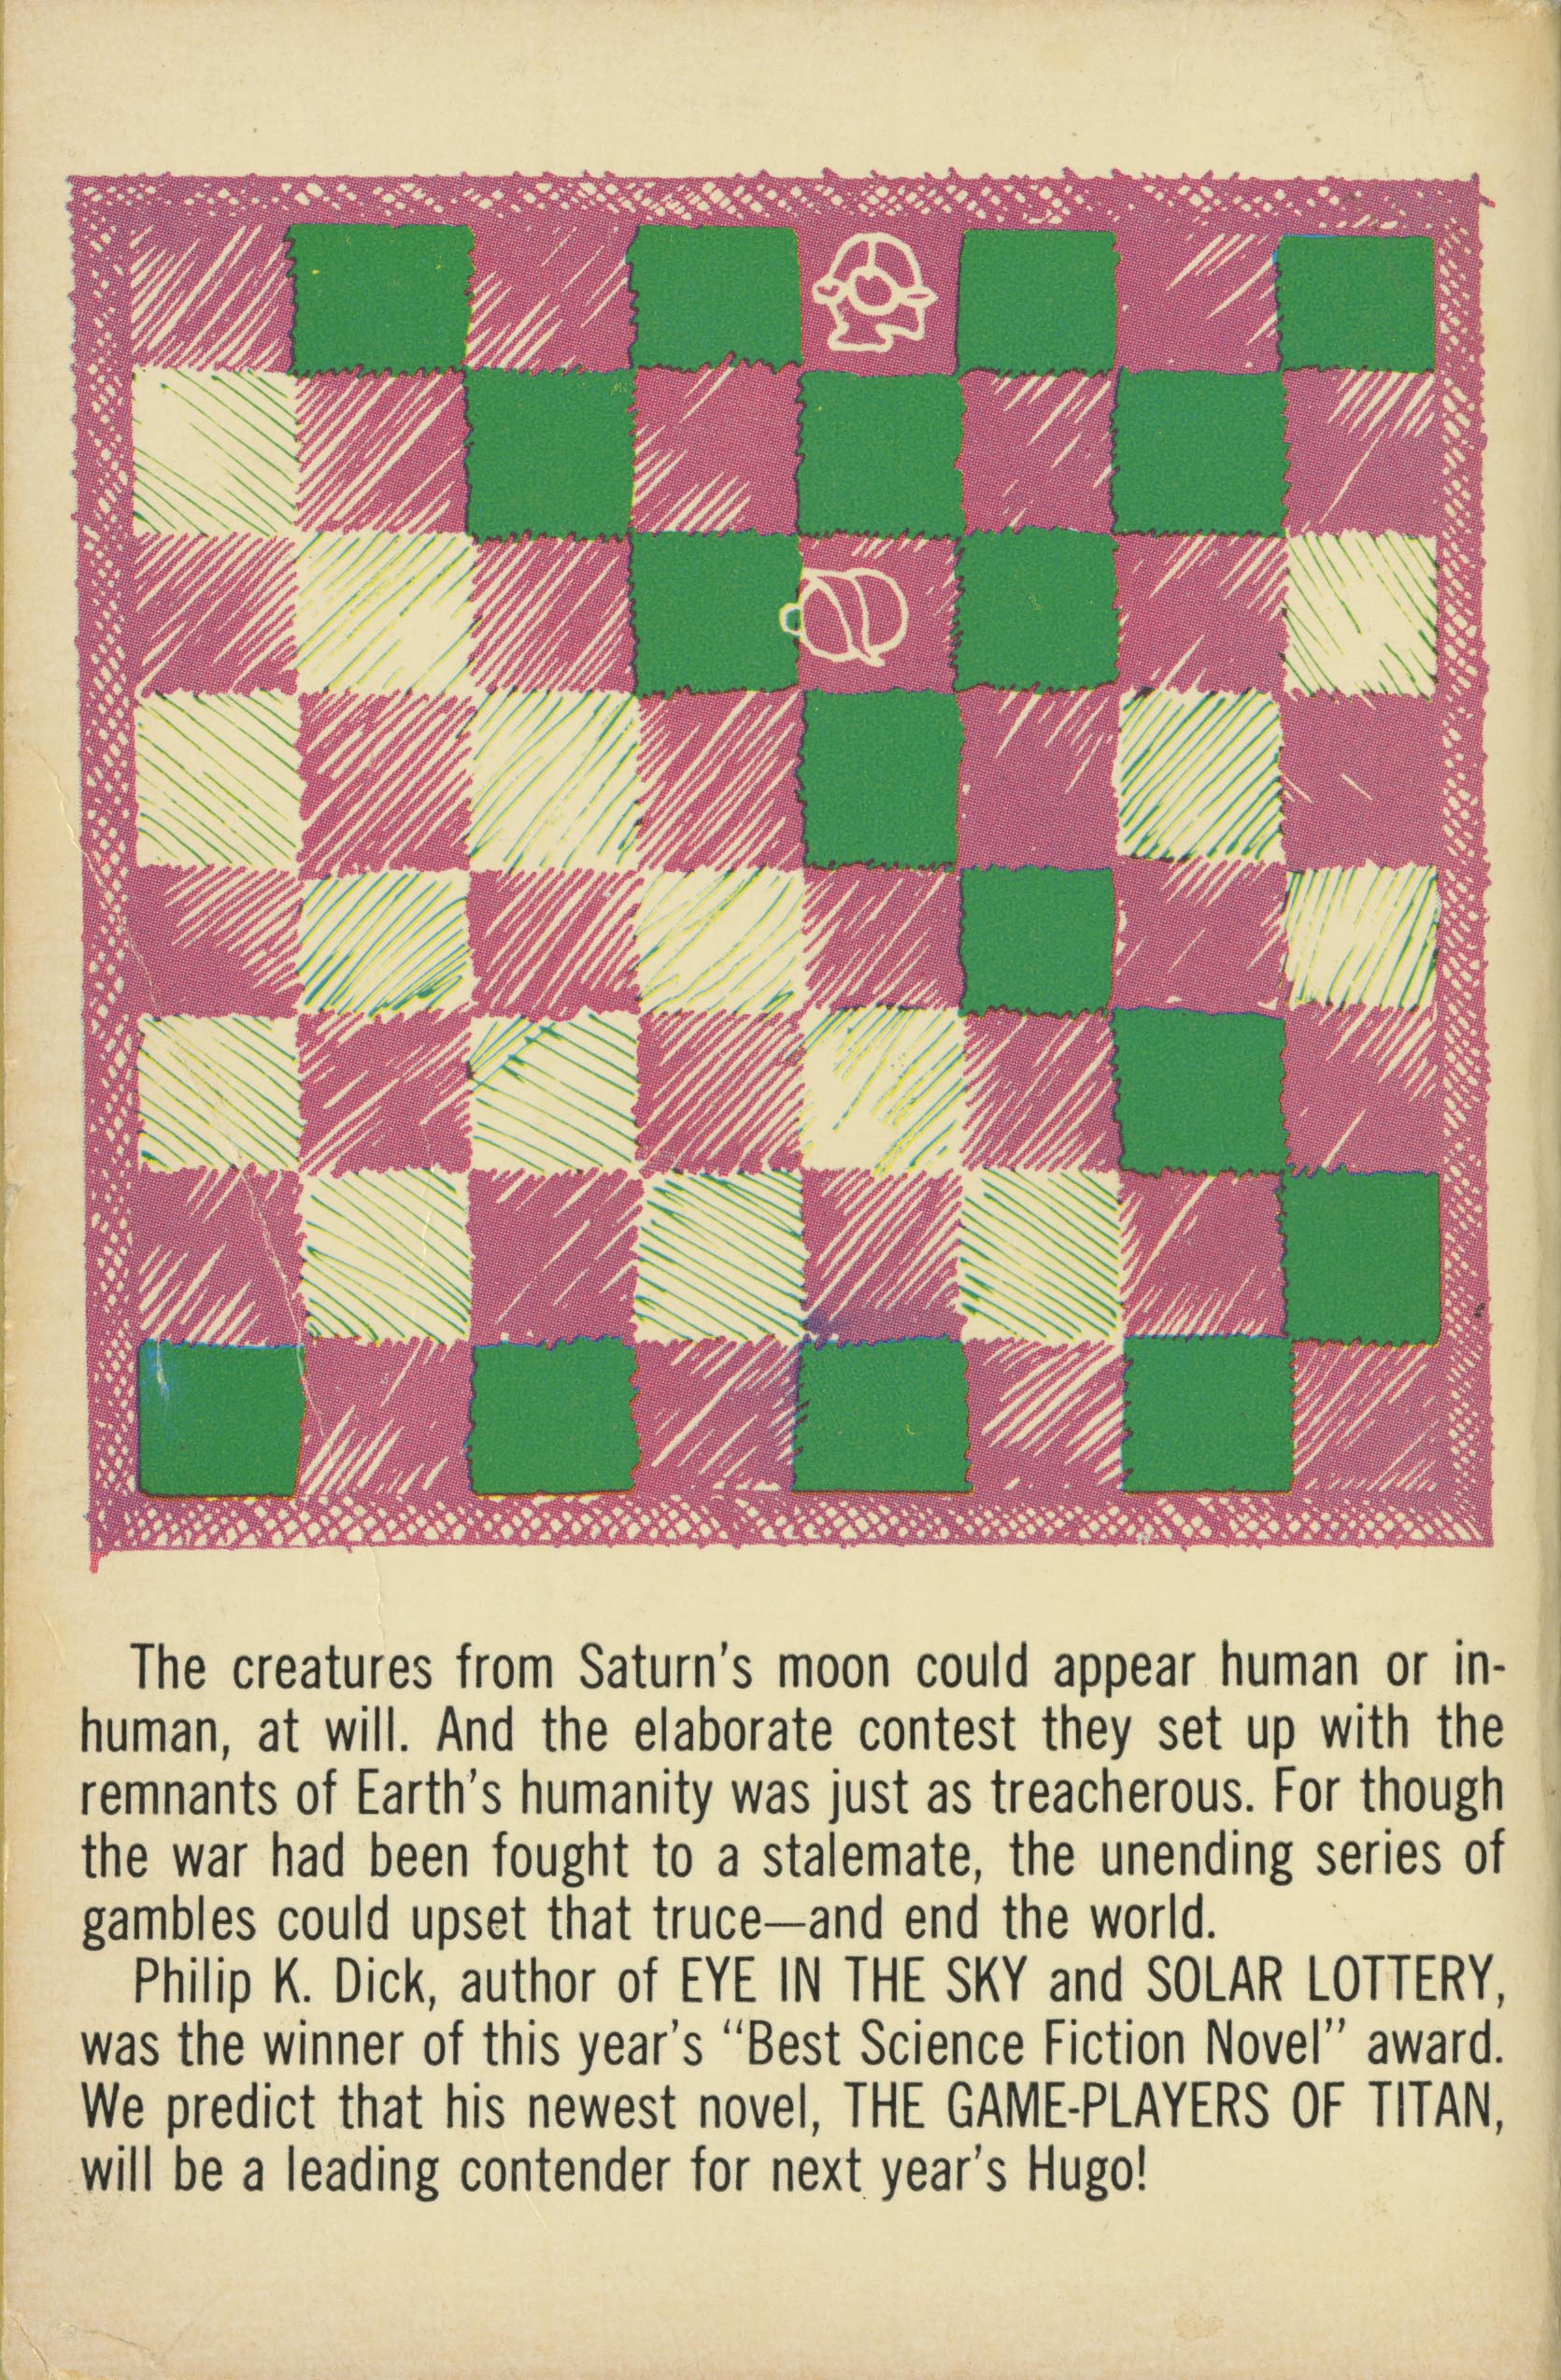 The creatures from Saturn's moon could appear human or in-
human, at will. And the elaborate contest they set up with the
remnants of Earth's humanity was just as treacherous. For though
the war had been fought to a stalemate, the unending series of
gambles could upset that truce—and end the world.
Philip K. Dick, author of EYE IN THE SKY and SOLAR LOTTERY,
was the winner of this year's “Best Science Fiction Novel” award.
We predict that his newest novel, THE GAME-PLAYERS OF TITAN,
will be a leading contender for next year's Hugo!